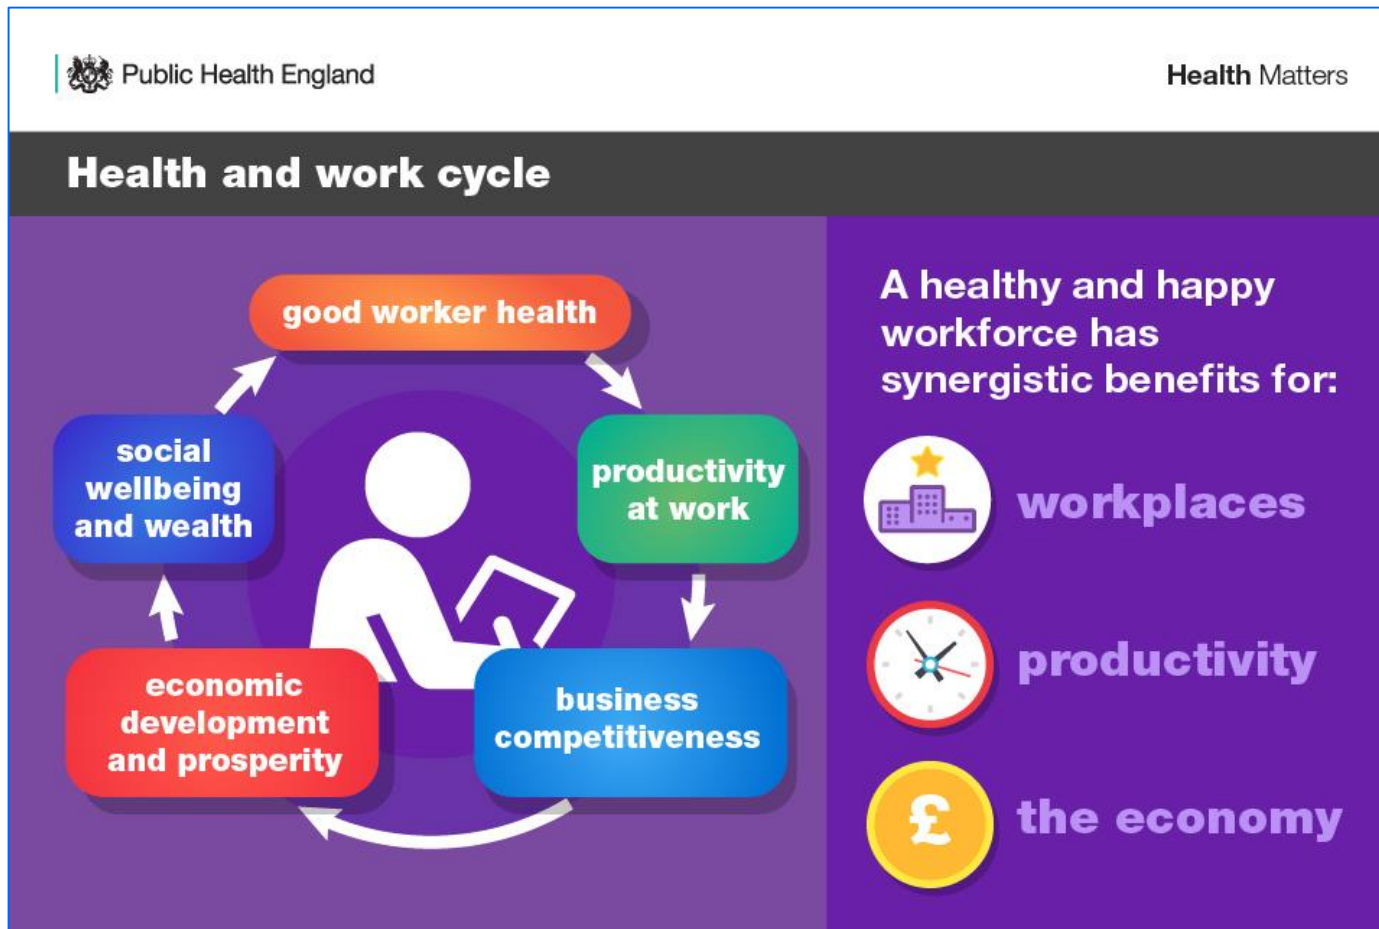 Public Health England
Health Matters
Health and work cycle
good worker health
productivity
at work
business
competitiveness
economic
development
and prosperity
social
wellbeing
and wealth
A healthy and happy
workforce has
synergistic benefits for:
workplaces
productivity
£
the economy